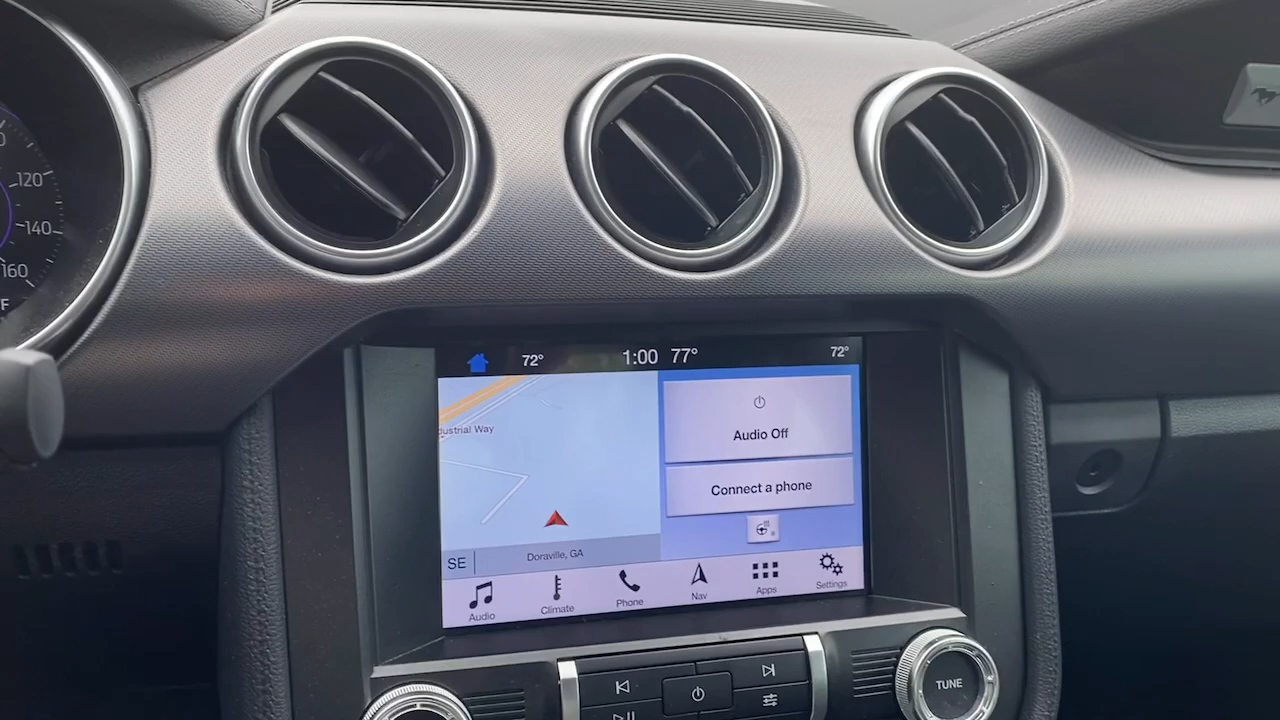 120
140
160
72°
1:00 77°
72°
dustrial Way
Audio Off
Connect a phone
SE
Doraville, GA
Audio
Climate
Phone
Nav
Apps
Settings
TUNE